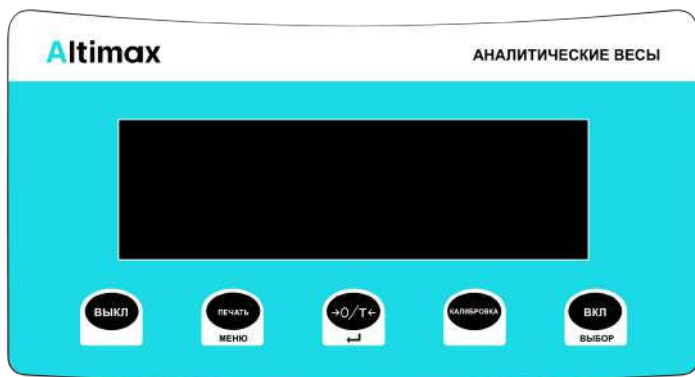 Altimax
АНАЛИТИЧЕСКИЕ ВЕСЫ
ВЫКЛ
ПЕЧАТЬ
МЕНЮ
→0/T←
↵
КАЛИБРОВКА
ВКЛ
ВЫБОР